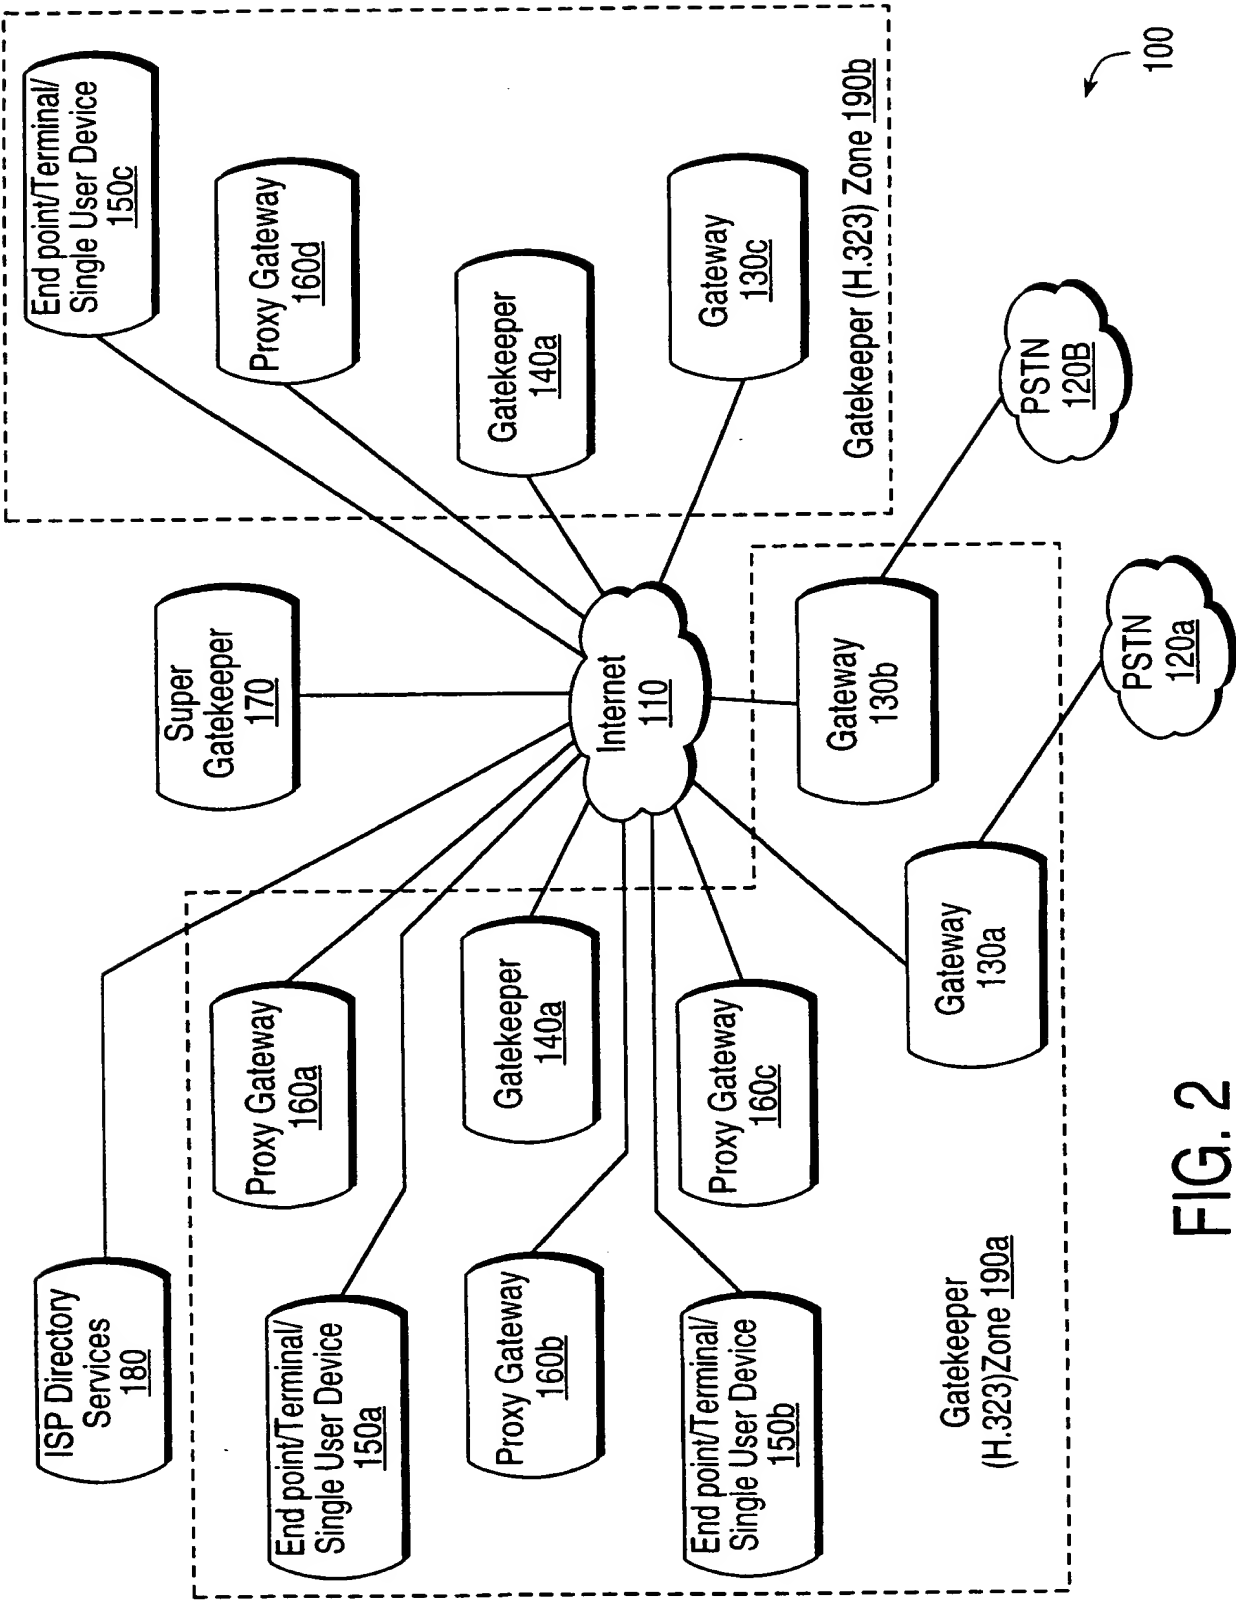 100
End point/Terminal/
Single User Device
150c
Proxy Gateway
160d
Gatekeeper
140a
Gateway
130c
Gatekeeper (H.323) Zone 190b
Super
Gatekeeper
170
Internet
110
Gateway
130b
PSTN
120B
PSTN
120a
ISP Directory
Services
180
Proxy Gateway
160a
Gatekeeper
140a
Proxy Gateway
160c
Gateway
130a
End point/Terminal/
Single User Device
150a
Proxy Gateway
160b
End point/Terminal/
Single User Device
150b
Gatekeeper
(H.323)Zone 190a
FIG. 2